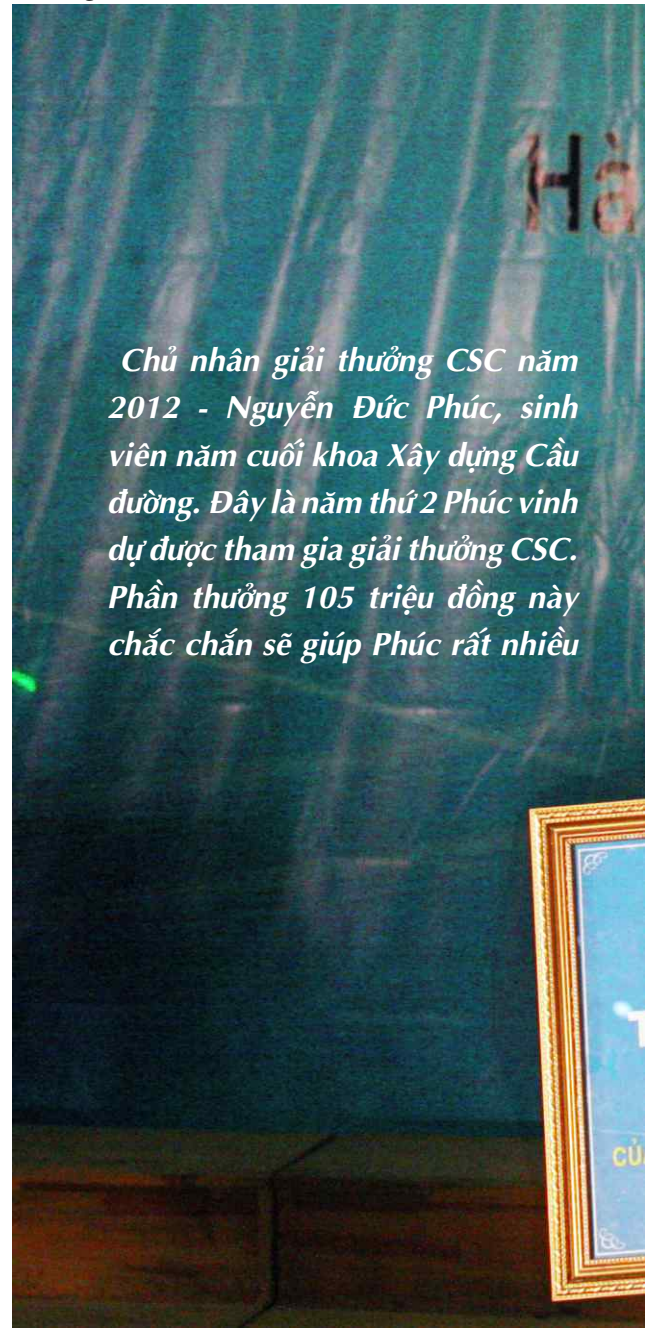 Hà
Chủ nhân giải thưởng CSC năm
2012 - Nguyễn Đức Phúc, sinh
viên năm cuối khoa Xây dựng Cầu
đường. Đây là năm thứ 2 Phúc vinh
dự được tham gia giải thưởng CSC.
Phần thưởng 105 triệu đồng này
chắc chắn sẽ giúp Phúc rất nhiều
T
CỦA